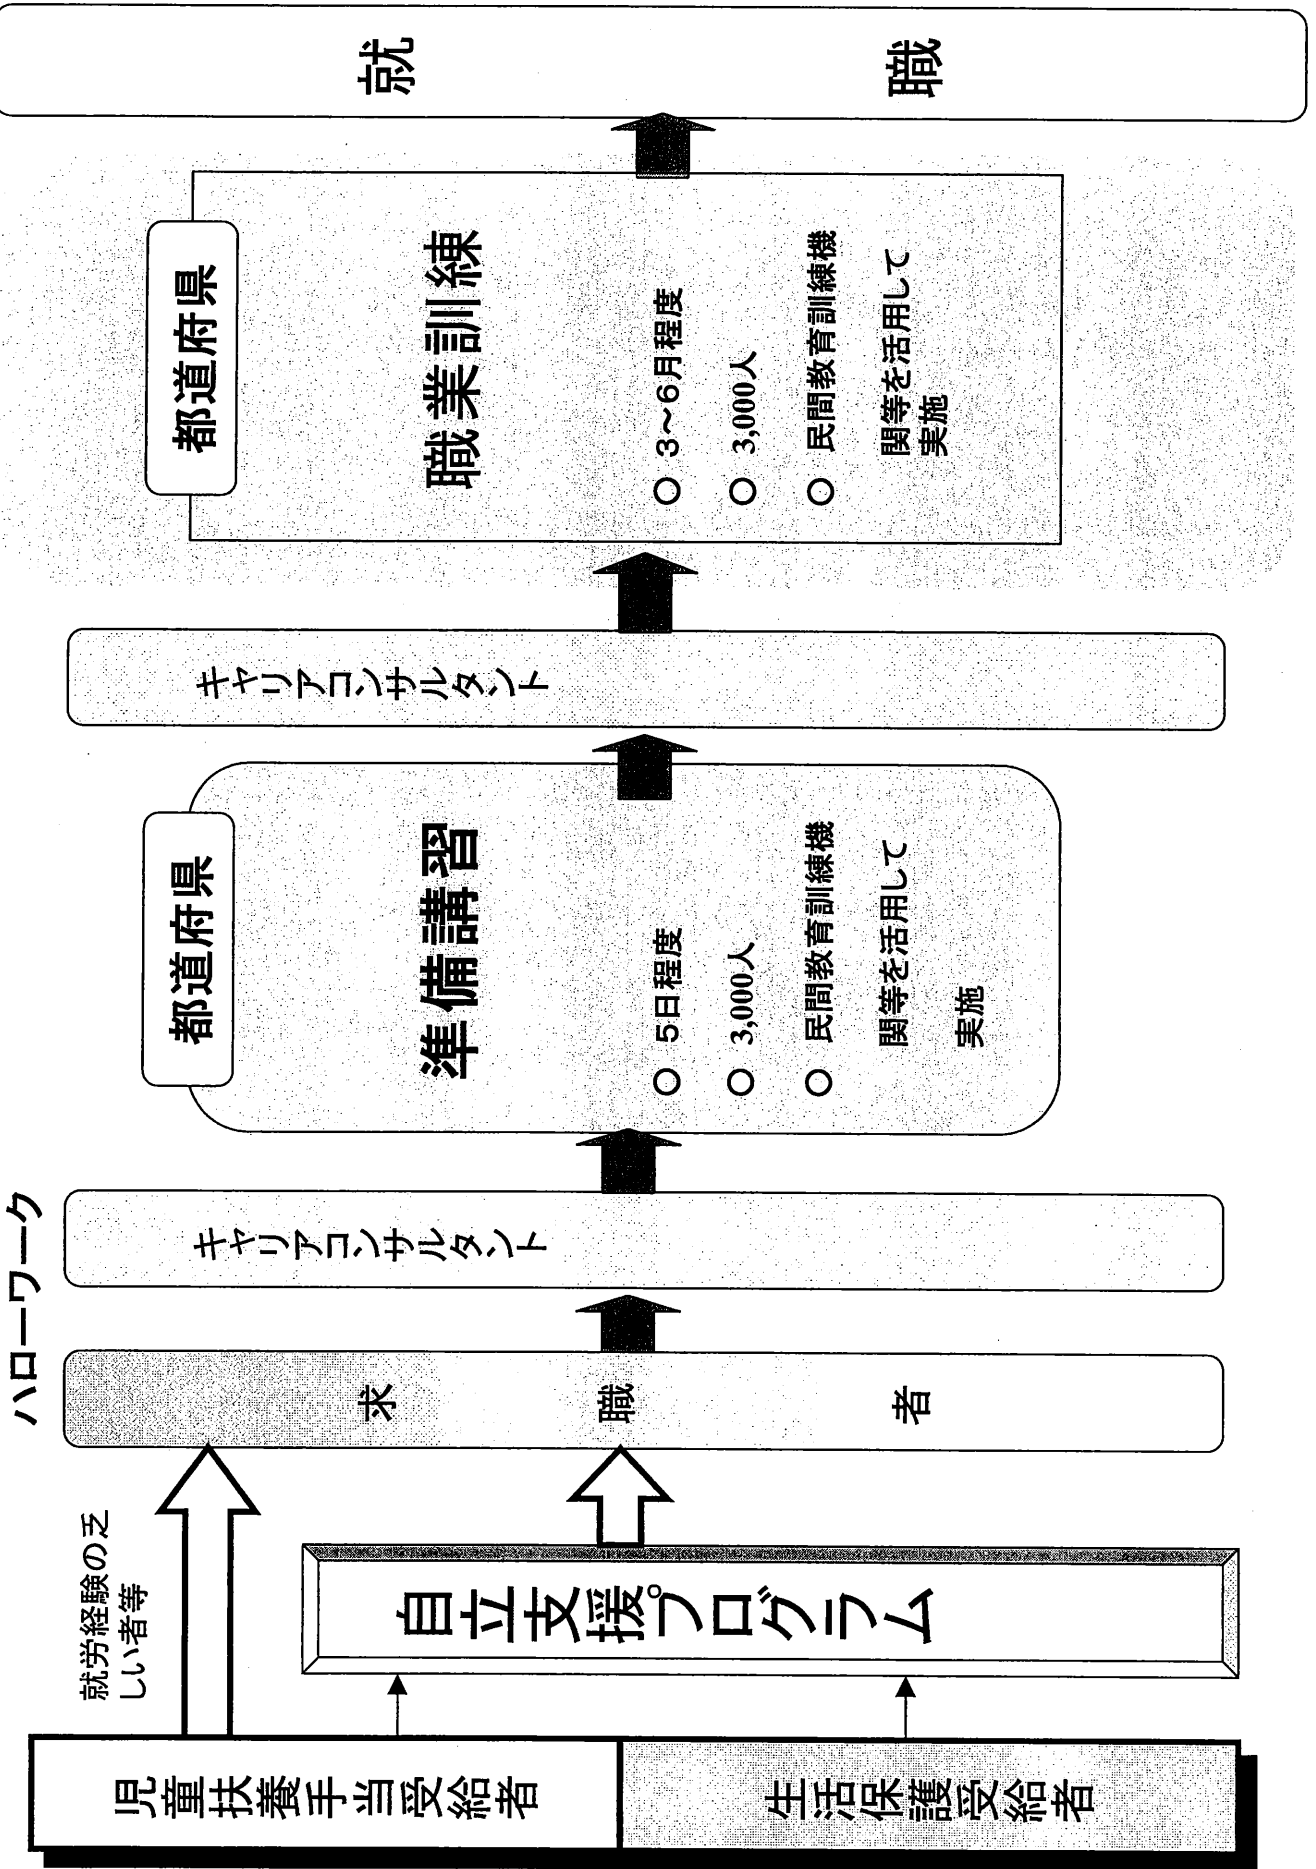 ハローワーク
児童扶養手当受給者
生活保護受給者
就労経験の乏
しい者等
自立支援プログラム
求職者
キャリアコンサルタント
都道府県
準備講習
○ 5日程度
○ 3,000人
○ 民間教育訓練機
関等を活用して
実施
キャリアコンサルタント
都道府県
職業訓練
○ 3～6月程度
○ 3,000人
○ 民間教育訓練機
関等を活用して
実施
就職